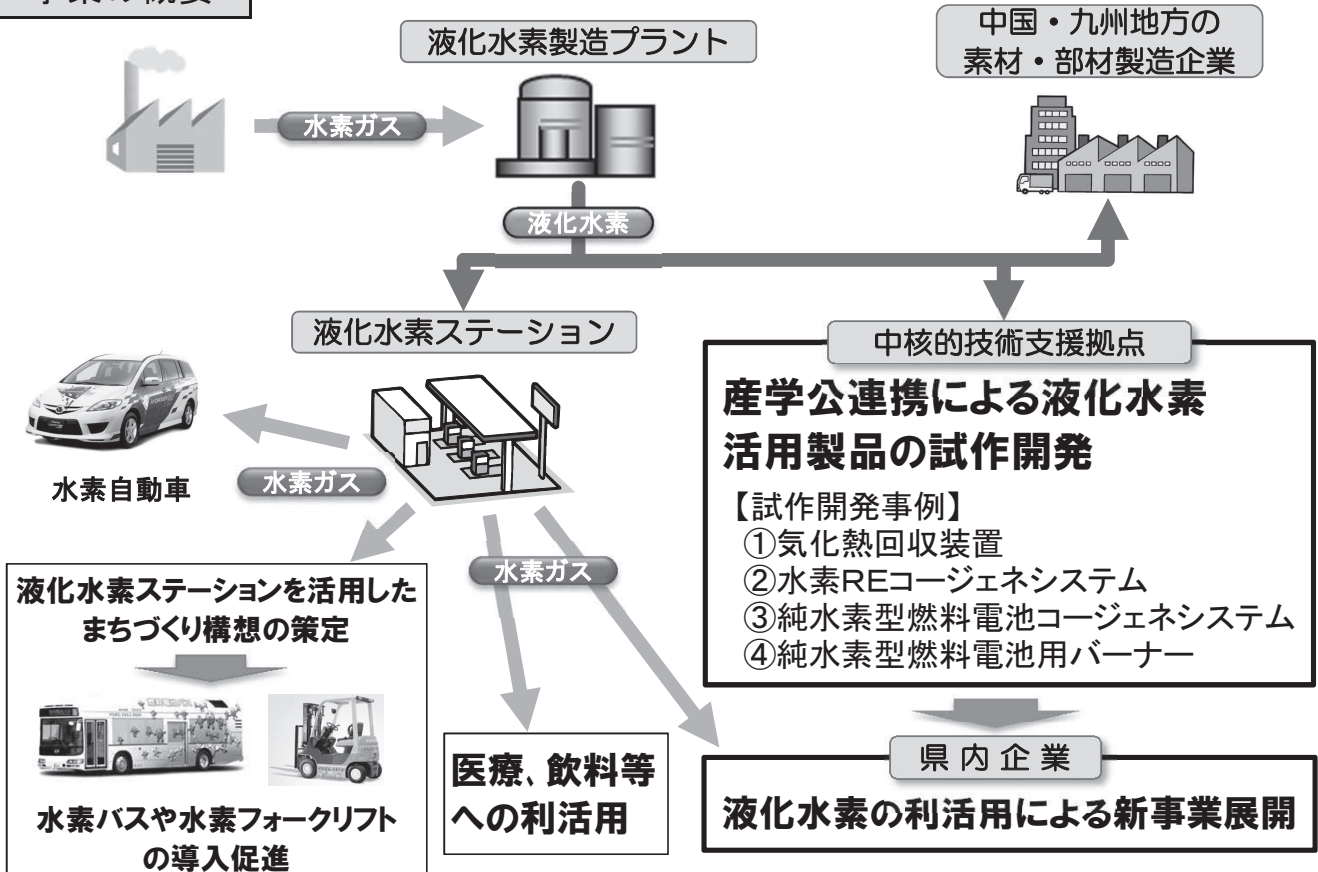 事業の概要
液化水素製造プラント
中国・九州地方の
素材・部材製造企業
水素ガス
液化水素
液化水素ステーション
中核的技術支援拠点
産学公連携による液化水素
活用製品の試作開発
【試作開発事例】
①気化熱回収装置
②水素REコージェネシステム
③純水素型燃料電池コージェネシステム
④純水素型燃料電池用バーナー
水素自動車
水素ガス
水素ガス
液化水素ステーションを活用した
まちづくり構想の策定
水素バスや水素フォークリフト
の導入促進
医療、飲料等
への利活用
県内企業
液化水素の利活用による新事業展開